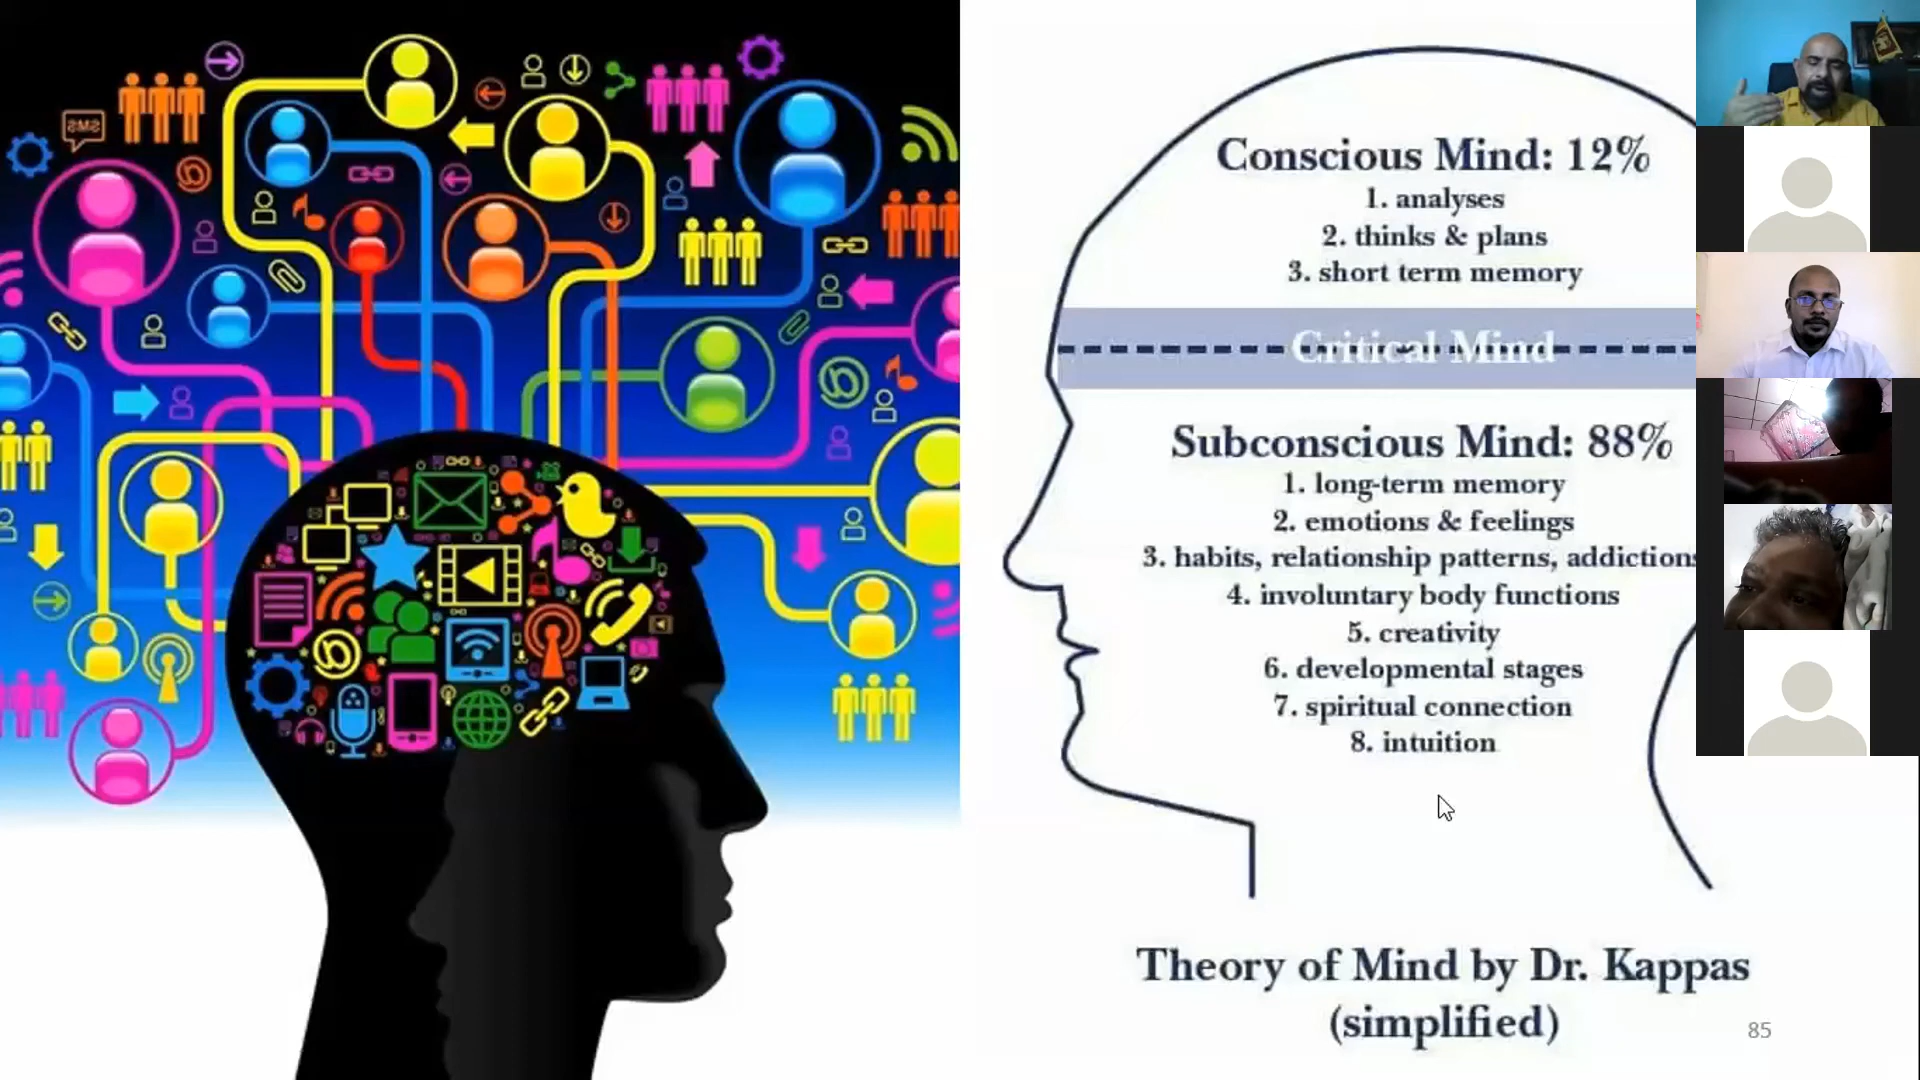 SMS
Conscious Mind: 12%
1. analyses
2. thinks & plans
3. short term memory
Critical Mind
Subconscious Mind: 88%
1. long-term memory
2. emotions & feelings
3. habits, relationship patterns, addictions
4. involuntary body functions
5. creativity
6. developmental stages
7. spiritual connection
8. intuition
Theory of Mind by Dr. Kappas
(simplified)
85